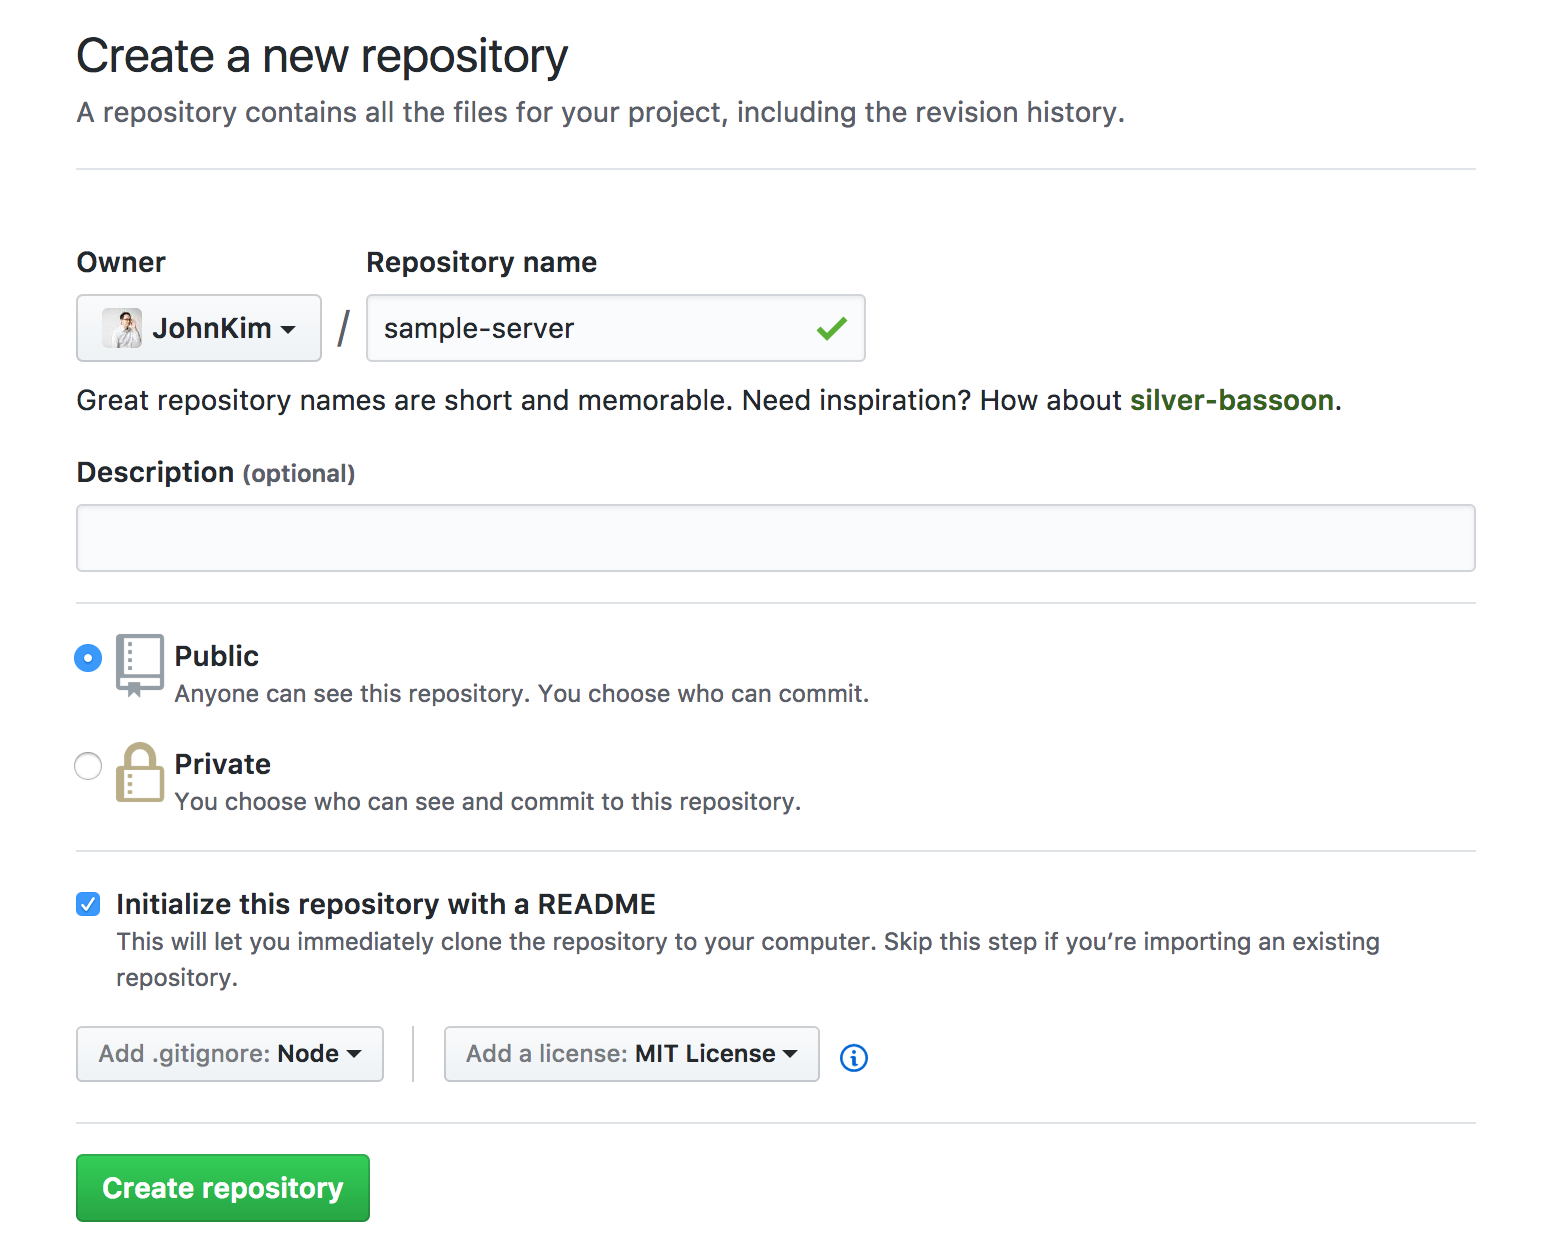 Create a new repository
A repository contains all the files for your project, including the revision history.
Owner
Repository name
JohnKim / sample-server
Great repository names are short and memorable. Need inspiration? How about silver-bassoon.
Description (optional)
Public
Anyone can see this repository. You choose who can commit.
Private
You choose who can see and commit to this repository.
Initialize this repository with a README
This will let you immediately clone the repository to your computer. Skip this step if you’re importing an existing
repository.
Add .gitignore: Node
Add a license: MIT License
Create repository